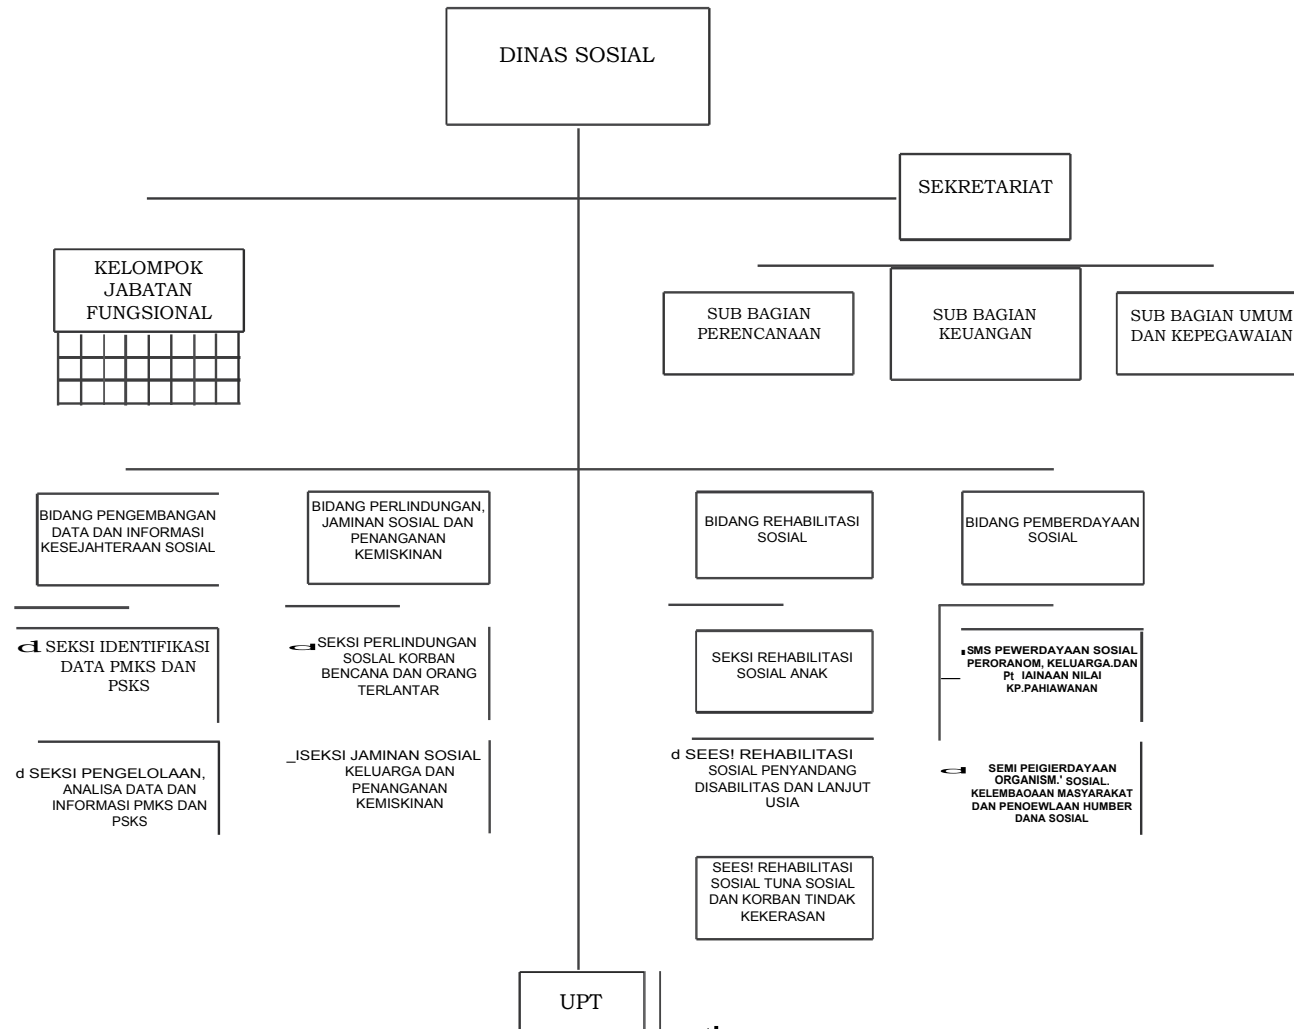 DINAS SOSIAL
SEKRETARIAT
KELOMPOK
JABATAN
FUNGSIONAL
SUB BAGIAN
PERENCANAAN
SUB BAGIAN
KEUANGAN
SUB BAGIAN UMUM
DAN KEPEGAWAIAN
BIDANG PENGEMBANGAN
DATA DAN INFORMASI
KESEJAHTERAAN SOSIAL
BIDANG PERLINDUNGAN,
JAMINAN SOSIAL DAN
PENANGANAN
KEMISKINAN
BIDANG REHABILITASI
SOSIAL
BIDANG PEMBERDAYAAN
SOSIAL
d SEKSI IDENTIFIKASI
DATA PMKS DAN
PSKS
d SEKSI PERLINDUNGAN
SOSLAL KORBAN
BENCANA DAN ORANG
TERLANTAR
SEKSI REHABILITASI
SOSIAL ANAK
SMS PEWERDAYAAN SOSIAL
PERORANOM, KELUARGA.DAN
Pt IAINAAN NILAI
KP.PAHIAWANAN
d SEKSI PENGELOLAAN,
ANALISA DATA DAN
INFORMASI PMKS DAN
PSKS
_ISEKSI JAMINAN SOSIAL
KELUARGA DAN
PENANGANAN
KEMISKINAN
d SEES! REHABILITASI
SOSIAL PENYANDANG
DISABILITAS DAN LANJUT
USIA
d SEMI PEIGIERDAYAAN
ORGANISM.' SOSIAL.
KELEMBAOAAN MASYARAKAT
DAN PENOEWLAAN HUMBER
DANA SOSIAL
SEES! REHABILITASI
SOSIAL TUNA SOSIAL
DAN KORBAN TINDAK
KEKERASAN
UPT